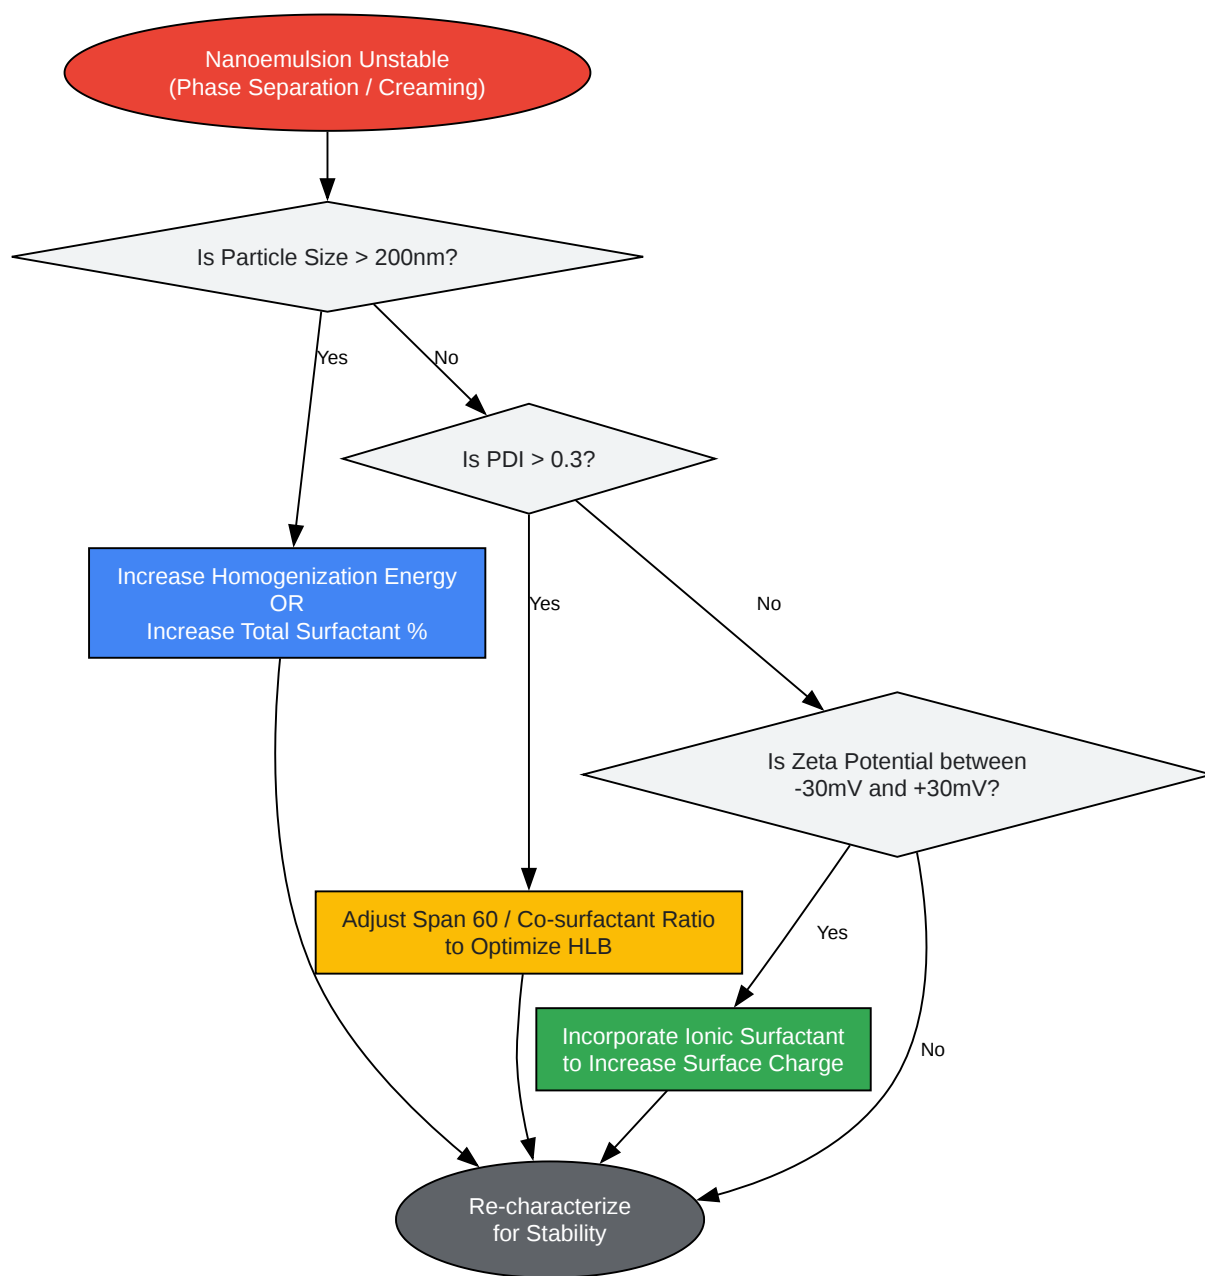 Nanoemulsion Unstable
(Phase Separation / Creaming)
Is Particle Size > 200nm?
Yes
No
Is PDI > 0.3?
Increase Homogenization Energy
OR
Increase Total Surfactant %
Yes
No
Is Zeta Potential between
-30mV and +30mV?
Adjust Span 60 / Co-surfactant Ratio
to Optimize HLB
Yes
Incorporate Ionic Surfactant
to Increase Surface Charge
No
Re-characterize
for Stability